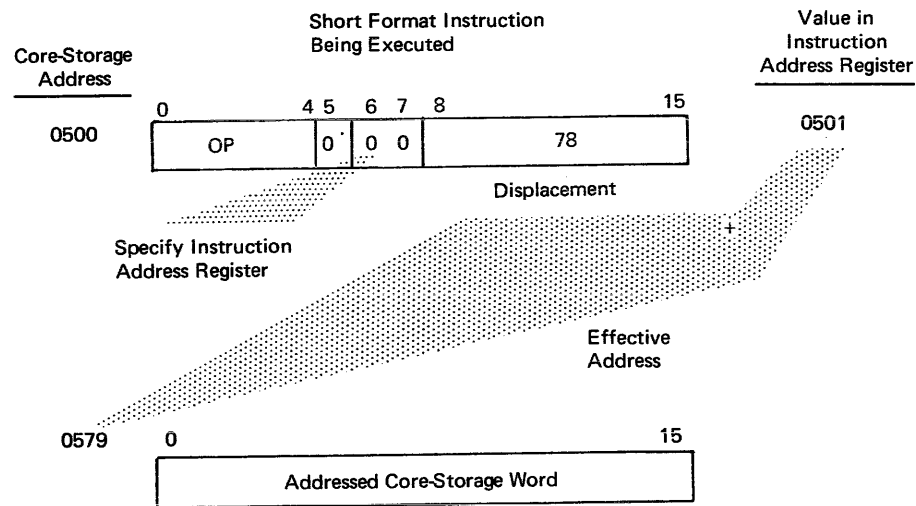 Short Format Instruction
Being Executed
Value in
Instruction
Address Register
Core-Storage
Address
0 4 5 6 7 8 15
0500 OP 0 0 0 78 0501
Displacement
+
Specify Instruction
Address Register
Effective
Address
0579 0 15
Addressed Core-Storage Word